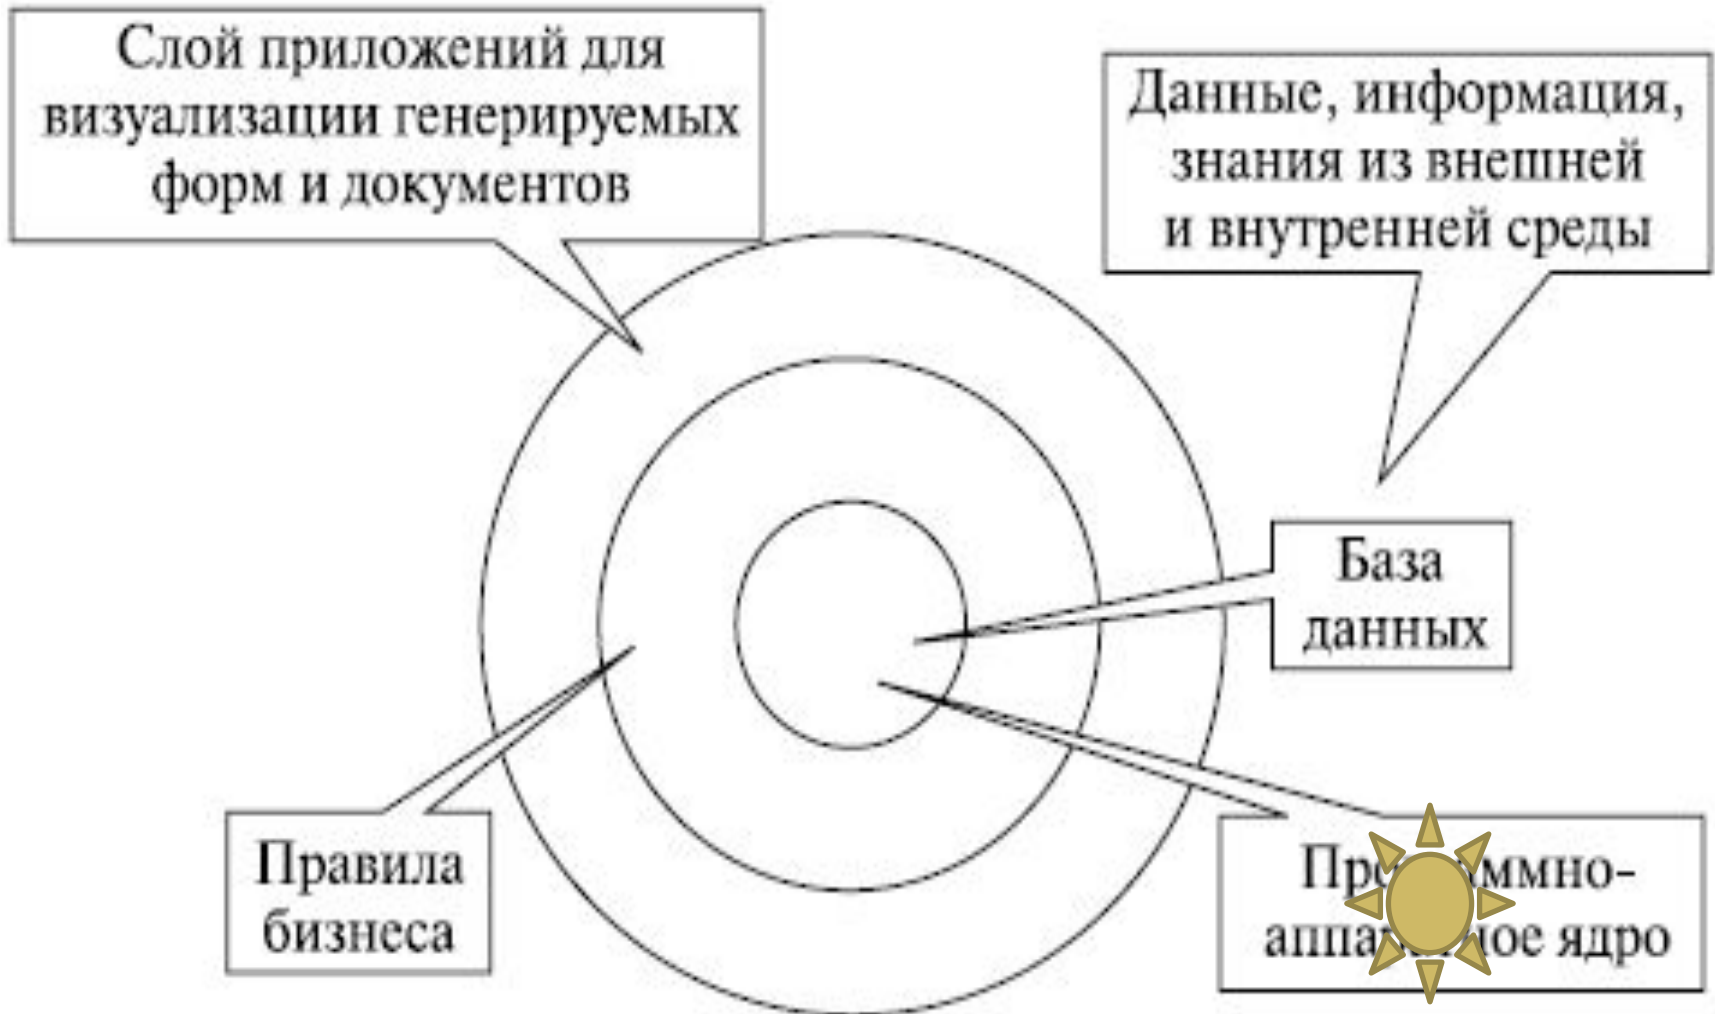 Слой приложений для
визуализации генерируемых
форм и документов
Данные, информация,
знания из внешней
и внутренней среды
База
данных
Правила
бизнеса
ядро